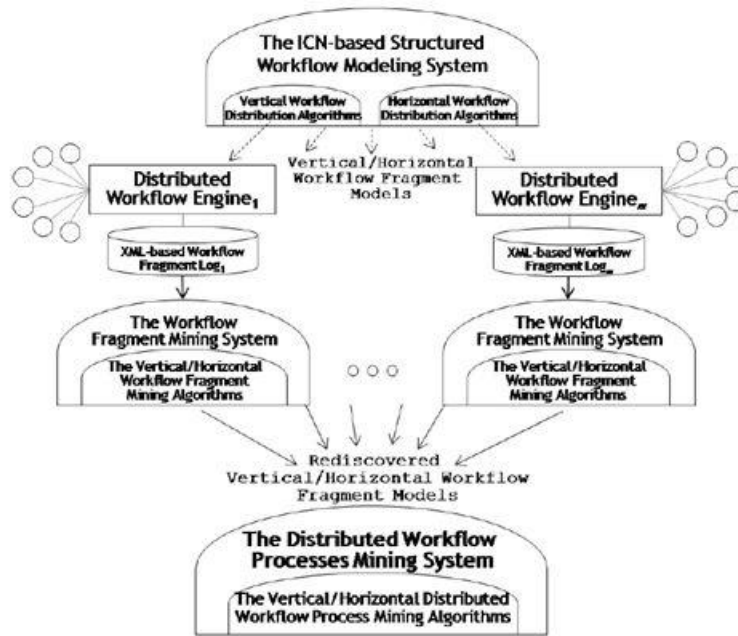 The ICN-based Structured
Workflow Modeling System
Vertical Workflow
Distribution Algorithms
Horizontal Workflow
Distribution Algorithms
Vertical/Horizontal
Workflow Fragment
Models
Distributed
Workflow Engine1
Distributed
Workflow Enginem
XML-based Workflow
Fragment Log1
XML-based Workflow
Fragment Logm
The Workflow
Fragment Mining System
The Vertical/Horizontal
Workflow Fragment
Mining Algorithms
The Workflow
Fragment Mining System
The Vertical/Horizontal
Workflow Fragment
Mining Algorithms
Rediscovered
Vertical/Horizontal Workflow
Fragment Models
The Distributed Workflow
Processes Mining System
The Vertical/Horizontal Distributed
Workflow Process Mining Algorithms